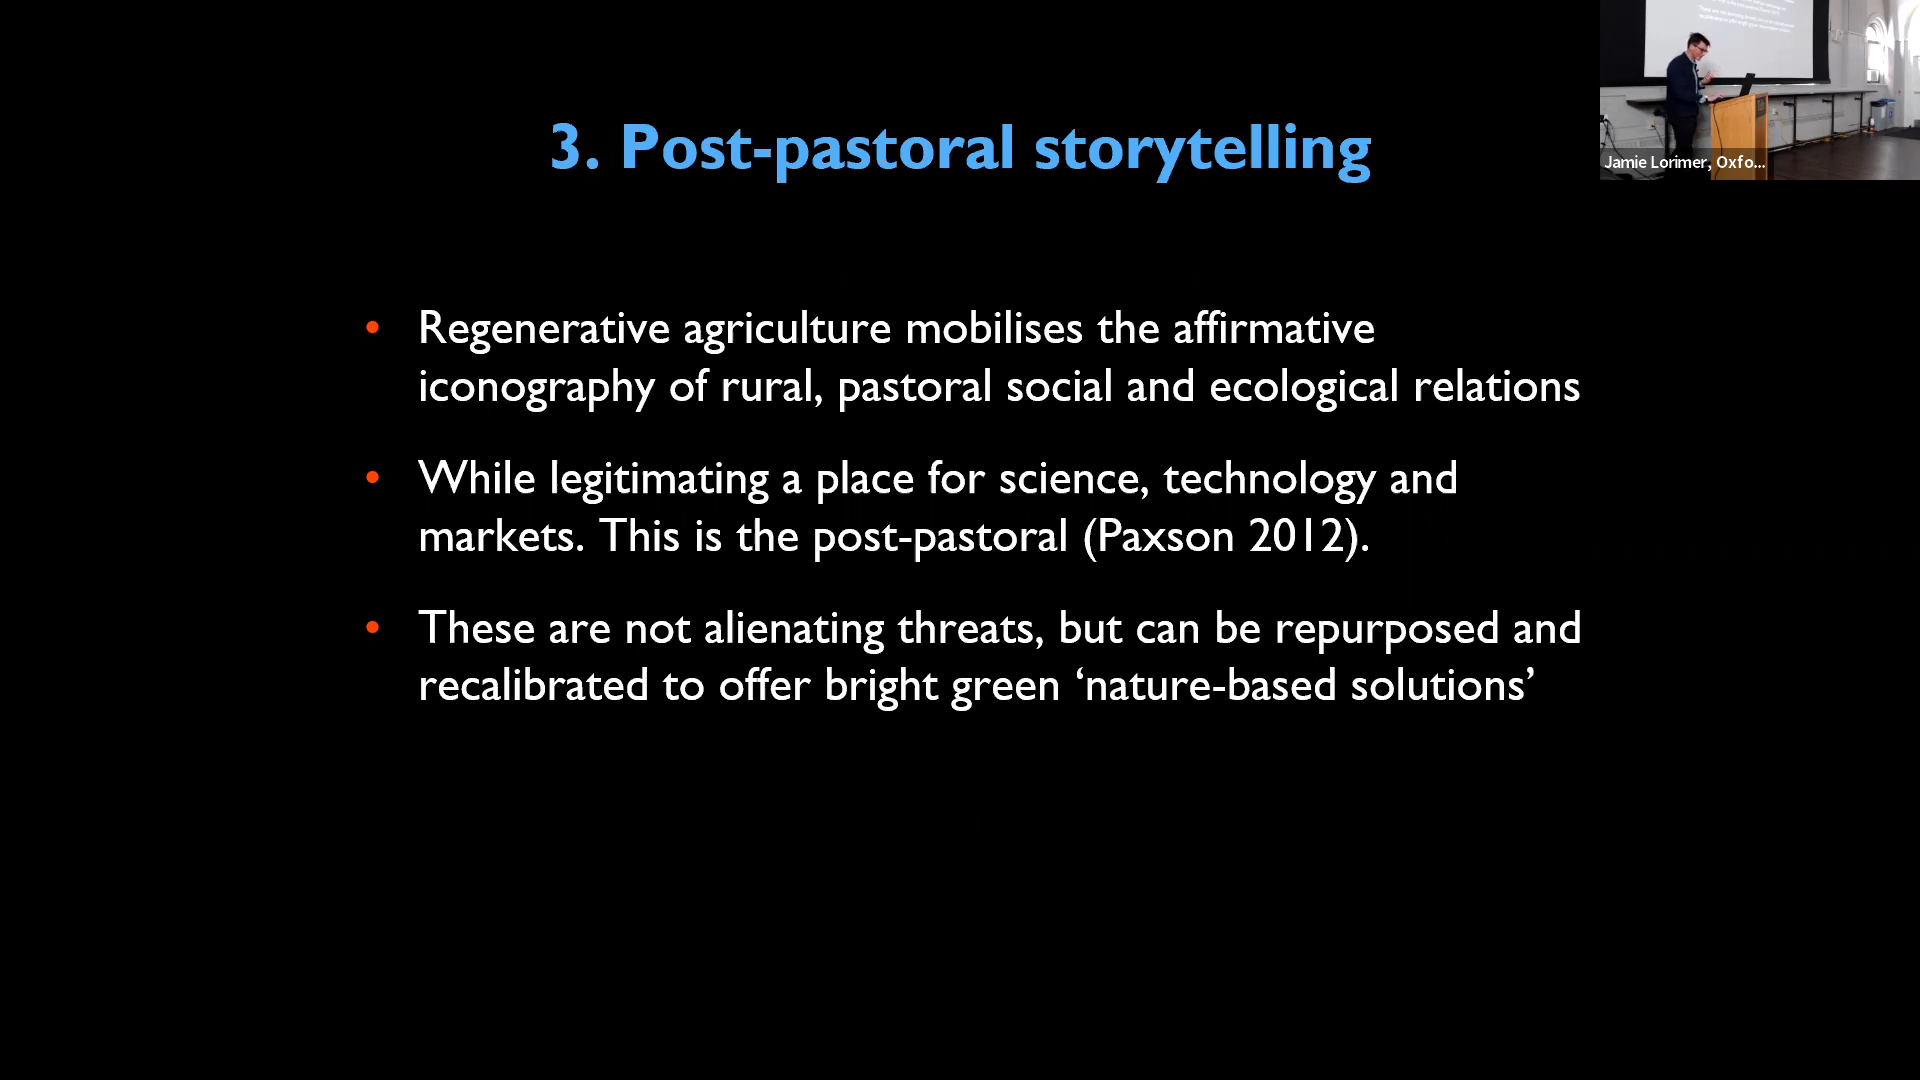 3. Post-pastoral storytelling
Jamie Lorimer, Oxfo...
• Regenerative agriculture mobilises the affirmative
iconography of rural, pastoral social and ecological relations
• While legitimating a place for science, technology and
markets. This is the post-pastoral (Paxson 2012).
• These are not alienating threats, but can be repurposed and
recalibrated to offer bright green ‘nature-based solutions’